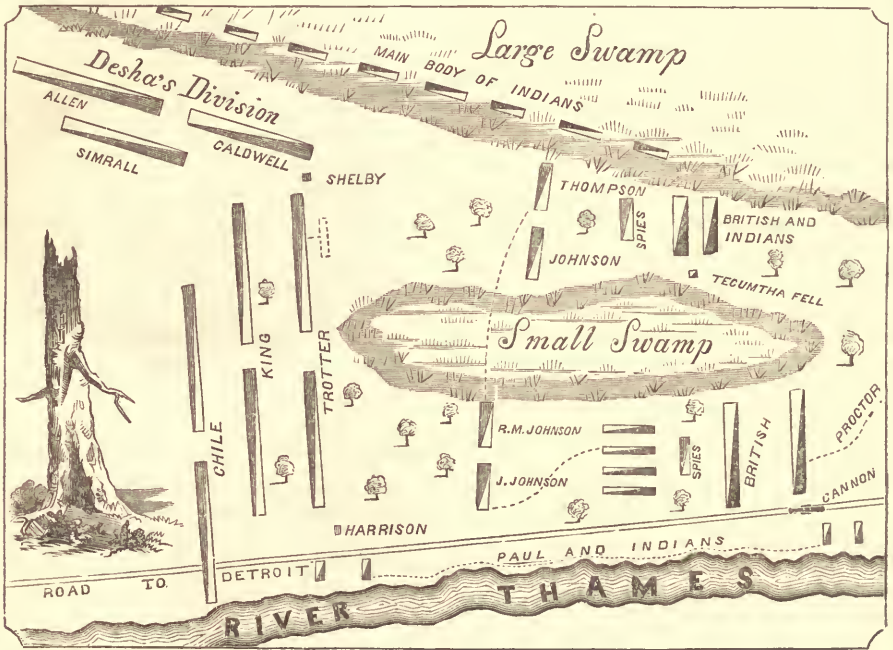 Large Swamp
MAIN BODY OF INDIANS
Desha's Division
ALLEN
CALDWELL
SIMRALL
SHELBY
THOMPSON
SPIES
BRITISH AND
INDIANS
JOHNSON
TECUMTHA FELL
Small Swamp
KING
TROTTER
CHILE
R.M. JOHNSON
J. JOHNSON
SPIES
BRITISH
PROCTOR
CANNON
HARRISON
PAUL AND INDIANS
ROAD TO DETROIT
RIVER THAMES